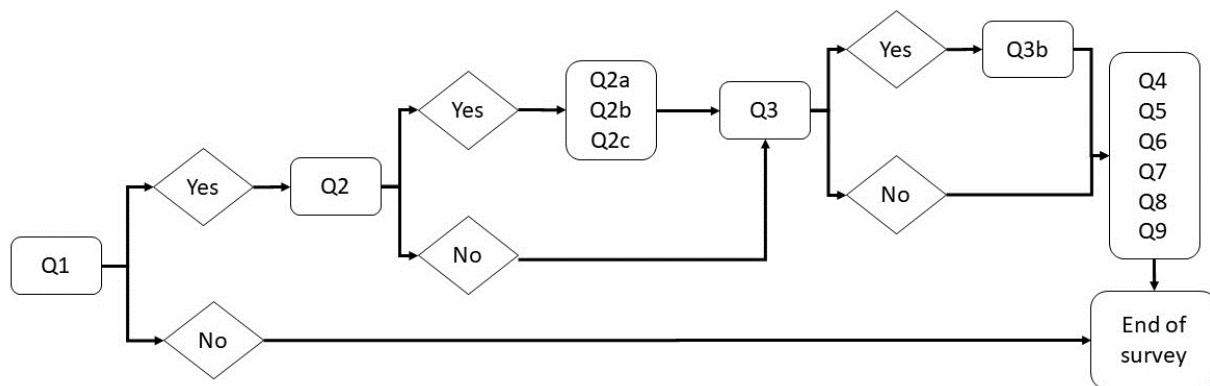 Q1
Yes
No
Q2
Yes
No
Q2a
Q2b
Q2c
Q3
Yes
No
Q3b
Q4
Q5
Q6
Q7
Q8
Q9
End of
survey